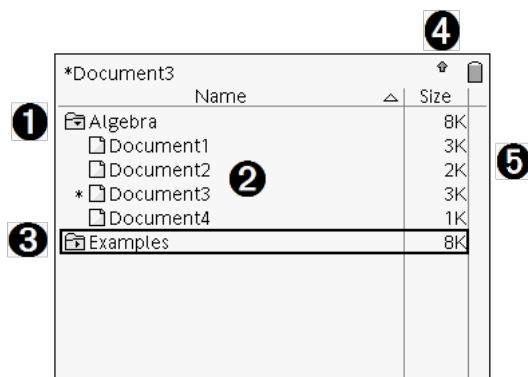 4
*Document3
Name Size
1 Algebra 8K
Document1 3K
Document2 2K
2
5
* Document3 3K
Document4 1K
3 Examples 8K